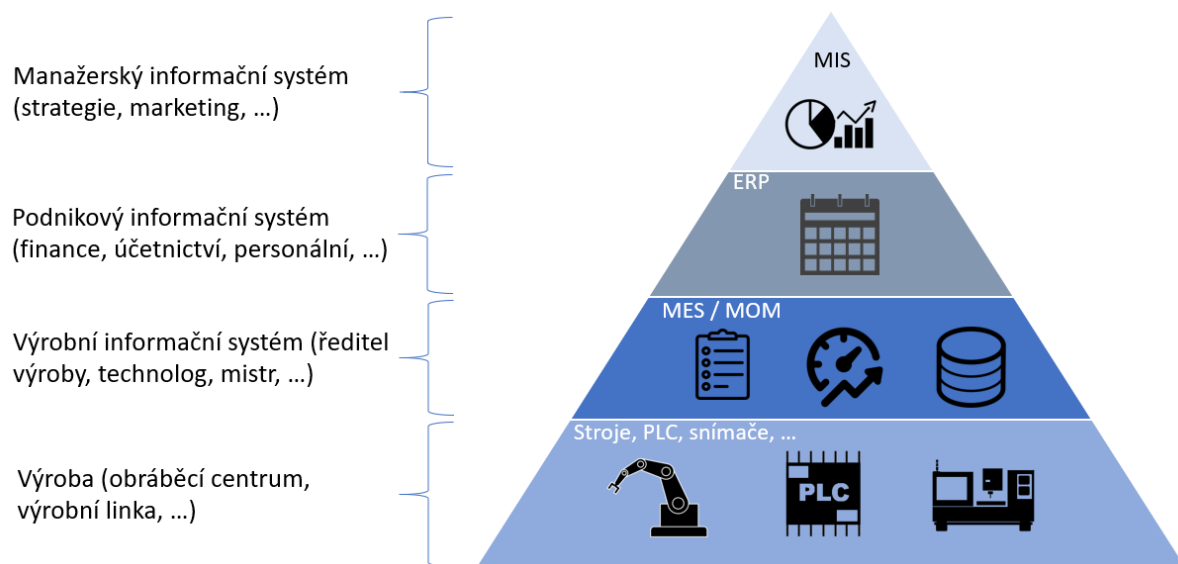 Manažerský informační systém
(strategie, marketing, …)
MIS
Podnikový informační systém
(finance, účetnictví, personální, …)
ERP
Výrobní informační systém (ředitel
výroby, technolog, mistr, …)
MES / MOM
Výroba (obráběcí centrum,
výrobní linka, …)
Stroje, PLC, snímače, …
PLC